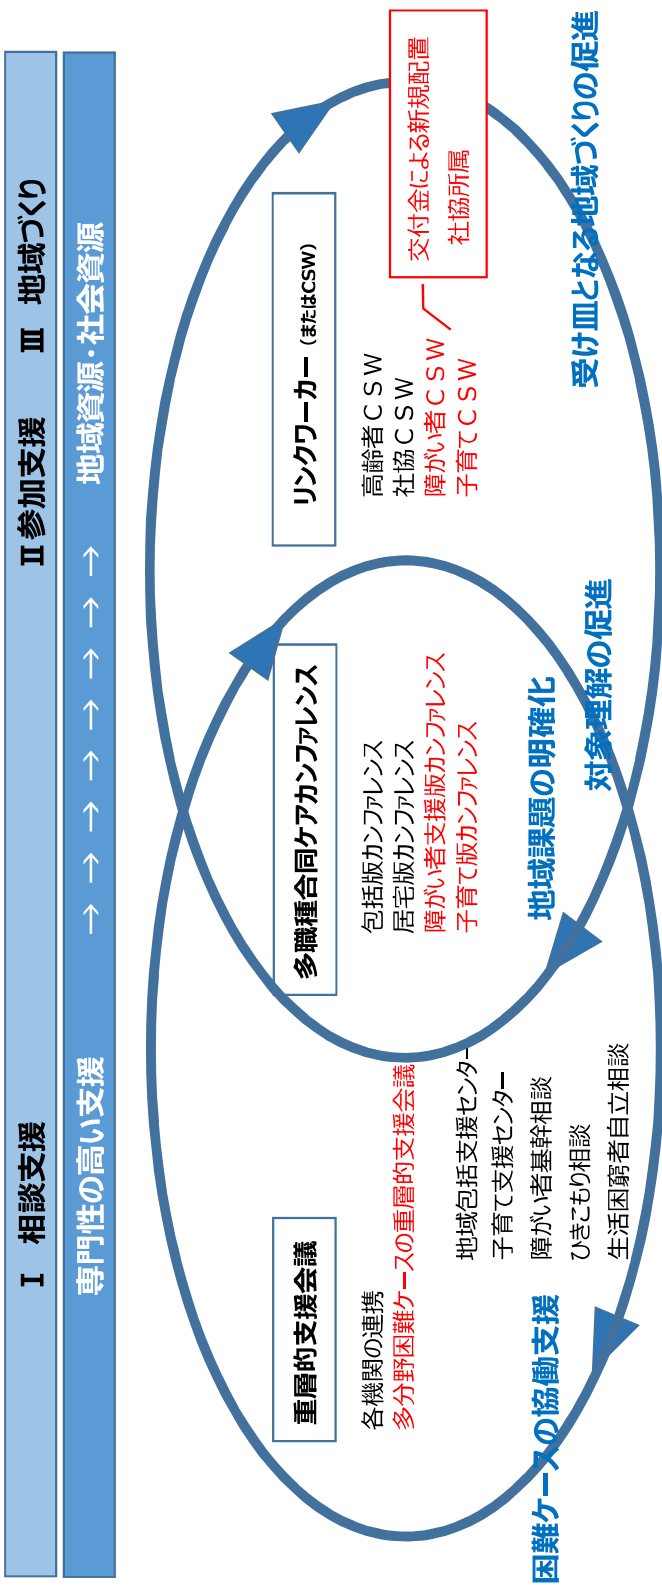 Ⅰ 相談支援
Ⅱ参加支援
Ⅲ 地域づくり
専門性の高い支援
→ → → → → → → →
地域資源・社会資源
重層的支援会議
各機関の連携
多分野困難ケースの重層的支援会議
地域包括支援センター
子育て支援センター
障がい者基幹相談
ひきこもり相談
生活困窮者自立相談
困難ケースの協働支援
多職種合同ケアカンファレンス
包括版カンファレンス
居宅版カンファレンス
障がい者支援版カンファレンス
子育て版カンファレンス
地域課題の明確化
対象理解の促進
リンクワーカー（またはCSW）
高齢者ＣＳＷ
社協ＣＳＷ
障がい者ＣＳＷ
子育てＣＳＷ
交付金による新規配置
社協所属
受け皿となる地域づくりの促進